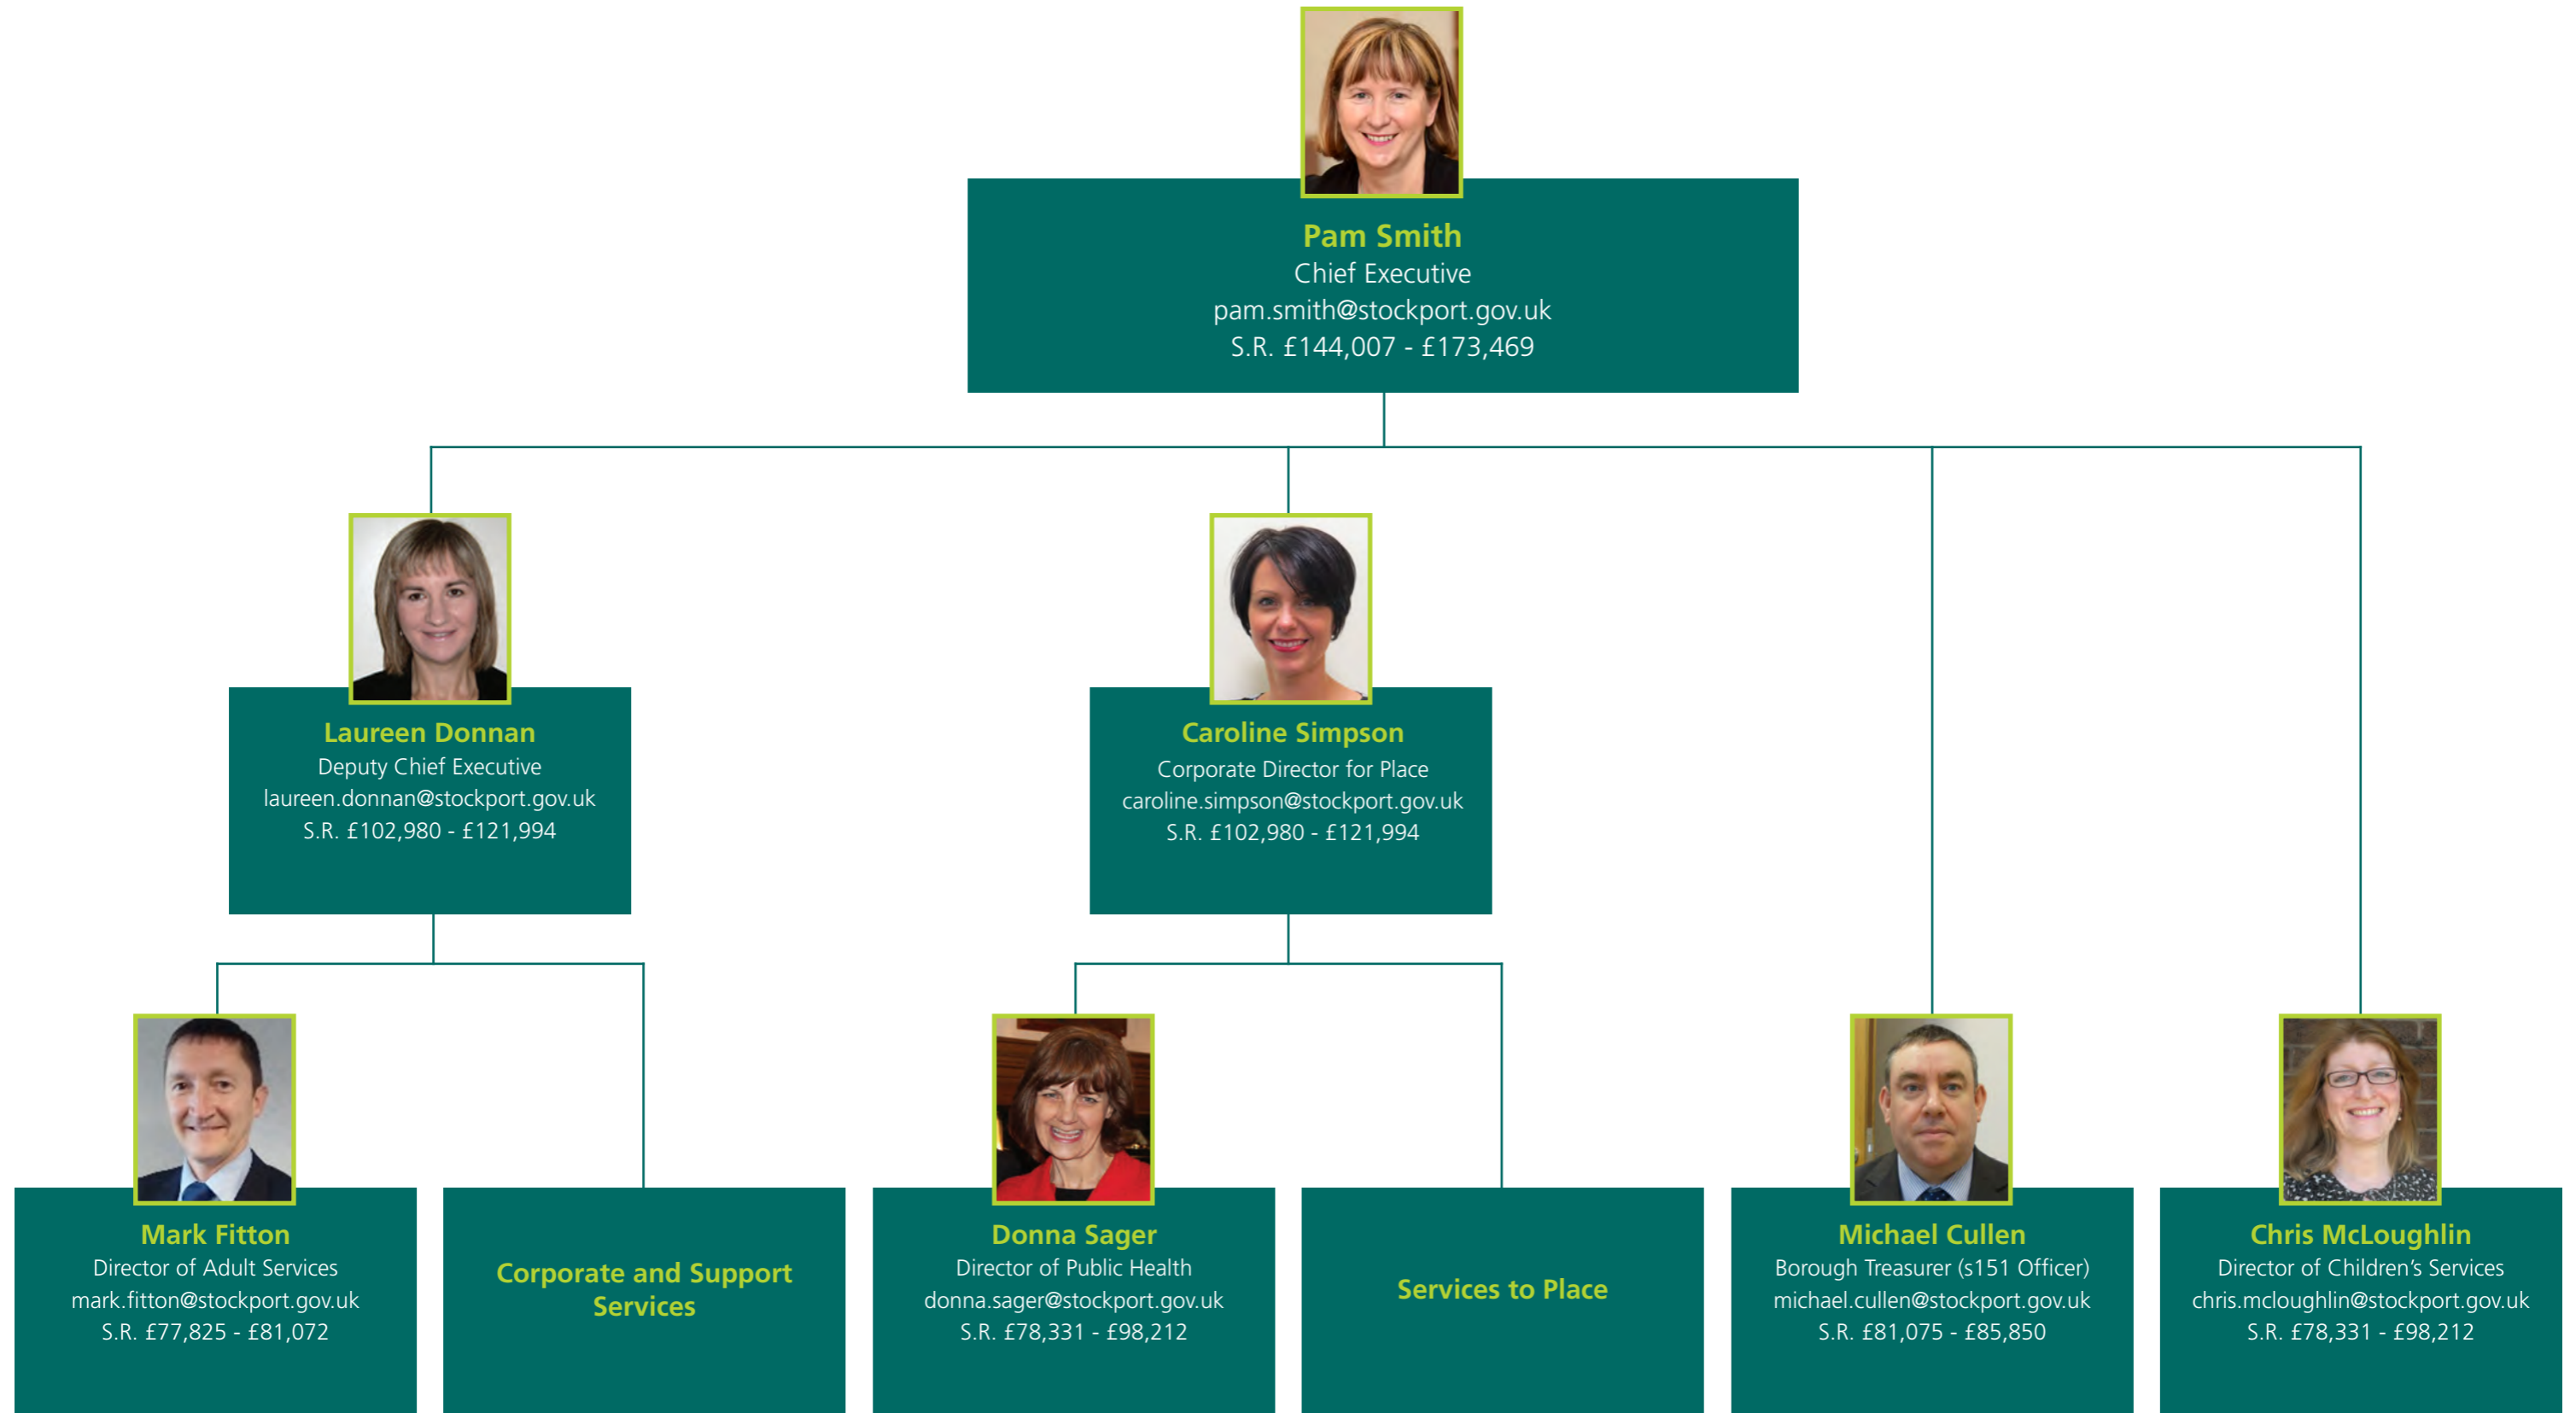 Pam Smith
Chief Executive
pam.smith@stockport.gov.uk
S.R. £144,007 - £173,469
Laureen Donnan
Deputy Chief Executive
laureen.donnan@stockport.gov.uk
S.R. £102,980 - £121,994
Caroline Simpson
Corporate Director for Place
caroline.simpson@stockport.gov.uk
S.R. £102,980 - £121,994
Mark Fitton
Director of Adult Services
mark.fitton@stockport.gov.uk
S.R. £77,825 - £81,072
Corporate and Support
Services
Donna Sager
Director of Public Health
donna.sager@stockport.gov.uk
S.R. £78,331 - £98,212
Services to Place
Michael Cullen
Borough Treasurer (s151 Officer)
michael.cullen@stockport.gov.uk
S.R. £81,075 - £85,850
Chris McLoughlin
Director of Children’s Services
chris.mcloughlin@stockport.gov.uk
S.R. £78,331 - £98,212